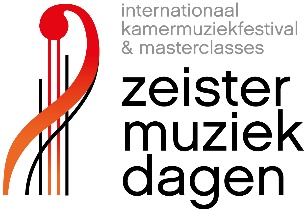 internationaal
kamermuziekfestival
& masterclasses
zeister
muziek
dagen